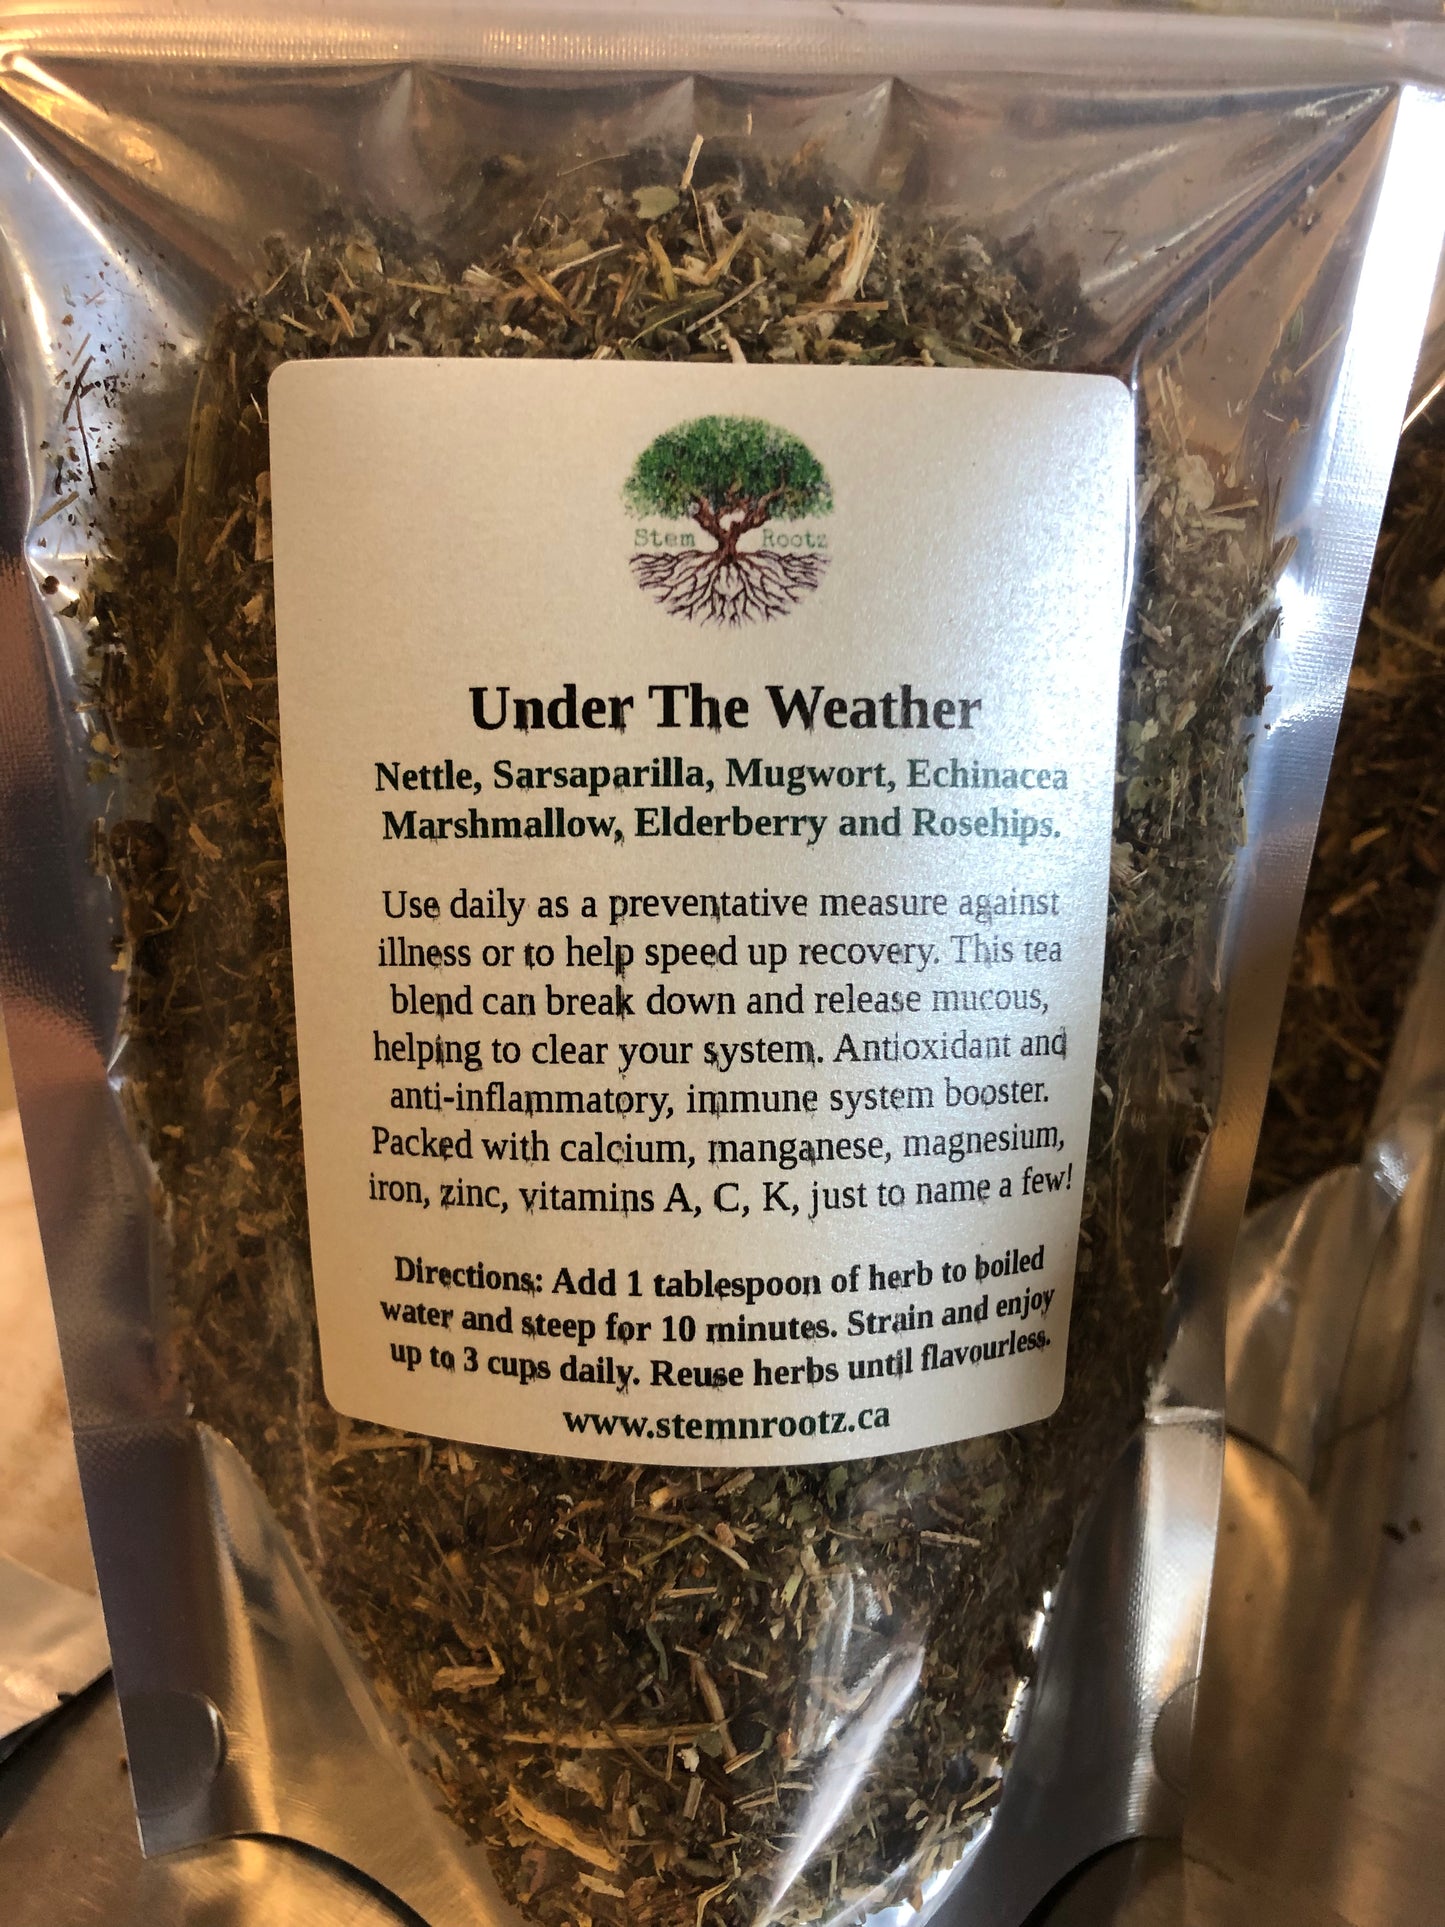 Stem Rootz
Under The Weather
Nettle, Sarsaparilla, Mugwort, Echinacea
Marshmallow, Elderberry and Rosehips.
Use daily as a preventative measure against
illness or to help speed up recovery. This tea
blend can break down and release mucous,
helping to clear your system. Antioxidant and
anti-inflammatory, immune system booster.
Packed with calcium, manganese, magnesium,
iron, zinc, vitamins A, C, K, just to name a few!
Directions: Add 1 tablespoon of herb to boiled
water and steep for 10 minutes. Strain and enjoy
up to 3 cups daily. Reuse herbs until flavourless.
www.stemnrootz.ca